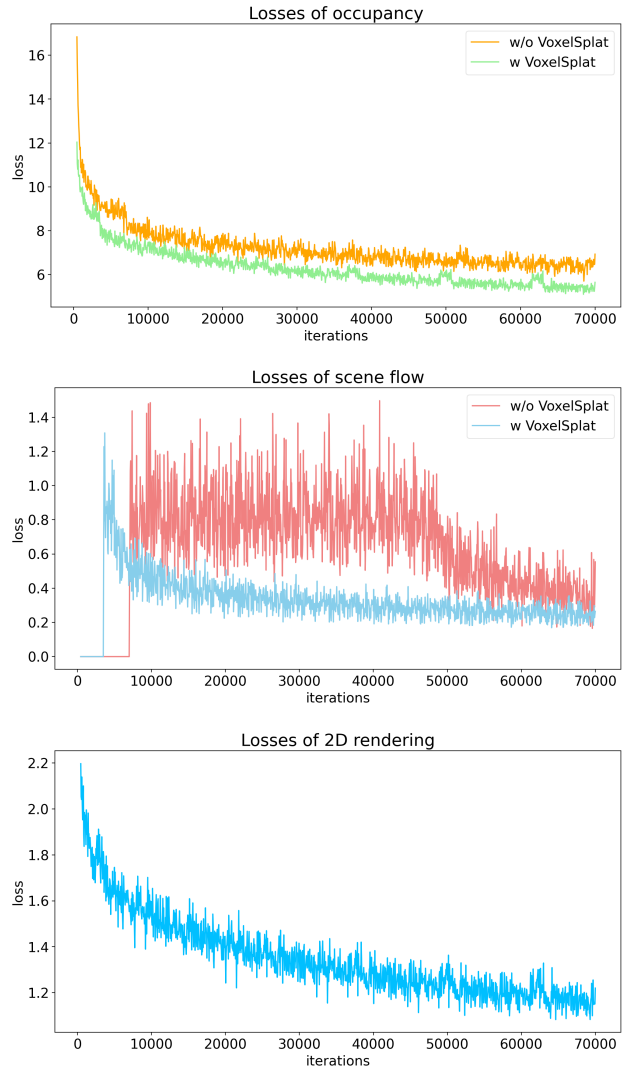 Losses of occupancy
w/o VoxelSplat
w VoxelSplat
16
14
12
10
8
6
loss
0 10000 20000 30000 40000 50000 60000 70000
iterations
Losses of scene flow
w/o VoxelSplat
w VoxelSplat
1.4
1.2
1.0
0.8
0.6
0.4
0.2
0.0
loss
0 10000 20000 30000 40000 50000 60000 70000
iterations
Losses of 2D rendering
2.2
2.0
1.8
1.6
1.4
1.2
loss
0 10000 20000 30000 40000 50000 60000 70000
iterations